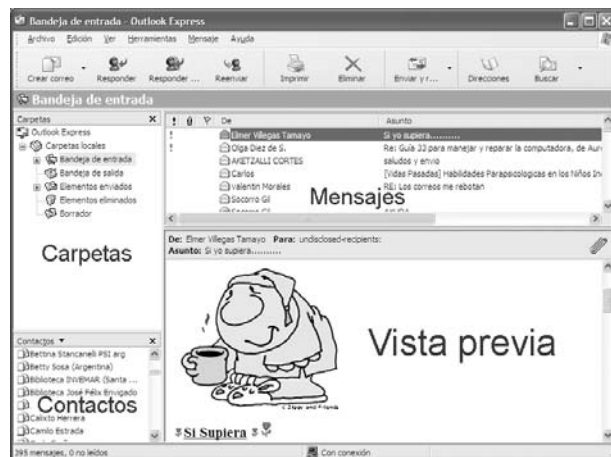 Bandeja de entrada - Outlook Express
Archivo Edición Ver Herramientas Mensaje Ayuda
Crear correo Responder Responder ... Reenviar Imprimir Eliminar Enviar y r... Direcciones Buscar
Bandeja de entrada
Carpetas
Outlook Express
Carpetas locales
Bandeja de entrada
Bandeja de salida
Elementos enviados
Elementos eliminados
Borrador
Carpetas
De Asunto
Elmer Villegas Tamayo Si yo supiera..........
Olga Diez de S. Re: Guía 33 para manejar y reparar la computadora, de Aur
AKETZALLI CORTES saludos y envio
Carlos [Vidas Pasadas] Habilidades Parapsicologicas en los Niños In
Valentin Morales RE: Los correos me rebotan
Socorro Gil
Socorro Gil AYUDA
Mensajes
De: Elmer Villegas Tamayo Para: undisclosed-recipients:
Asunto: Si yo supiera..........
Vista previa
Si Supiera
Contactos
Bettina Stancaneli PSI arg
Betty Sosa (Argentina)
Biblioteca INVEMAR (Santa ...
Biblioteca José Félix Envigado
Contactos
Calixto Herrera
Camilo Estrada
395 mensajes, 0 no leídos Con conexión